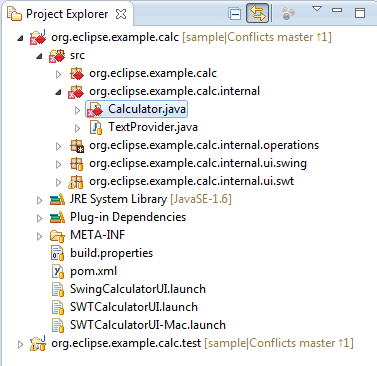 Project Explorer
org.eclipse.example.calc [sample|Conflicts master ↑1]
src
org.eclipse.example.calc
org.eclipse.example.calc.internal
Calculator.java
TextProvider.java
org.eclipse.example.calc.internal.operations
org.eclipse.example.calc.internal.ui.swing
org.eclipse.example.calc.internal.ui.swt
JRE System Library [JavaSE-1.6]
Plug-in Dependencies
META-INF
build.properties
pom.xml
SwingCalculatorUI.launch
SWTCalculatorUI.launch
SWTCalculatorUI-Mac.launch
org.eclipse.example.calc.test [sample|Conflicts master ↑1]